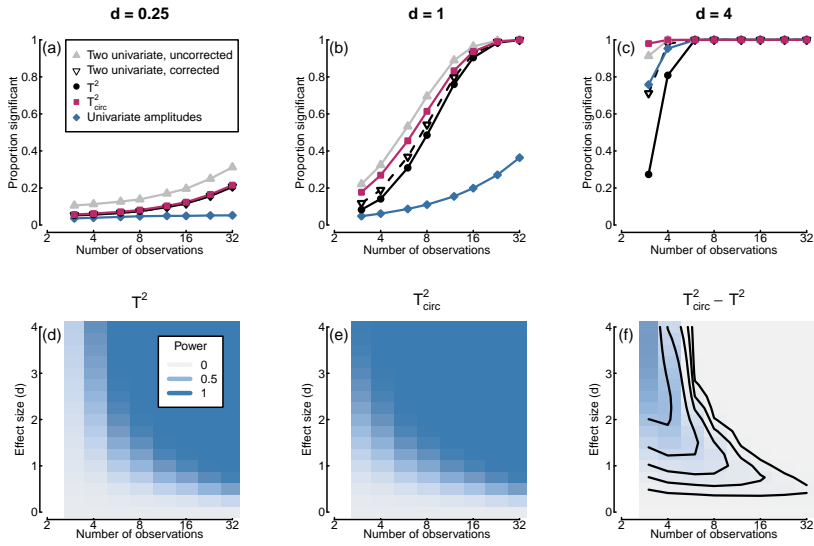 d = 0.25
d = 1
d = 4
(a)
Two univariate, uncorrected
Two univariate, corrected
T²
T²circ
Univariate amplitudes
Proportion significant
1
0.8
0.6
0.4
0.2
0
2 4 8 16 32
Number of observations
(b)
Proportion significant
1
0.8
0.6
0.4
0.2
0
2 4 8 16 32
Number of observations
(c)
Proportion significant
1
0.8
0.6
0.4
0.2
0
2 4 8 16 32
Number of observations
T²
T²circ
T²circ − T²
(d)
Power
0
0.5
1
Effect size (d)
4
3
2
1
0
2 4 8 16 32
Number of observations
(e)
Effect size (d)
4
3
2
1
0
2 4 8 16 32
Number of observations
(f)
Effect size (d)
4
3
2
1
0
2 4 8 16 32
Number of observations